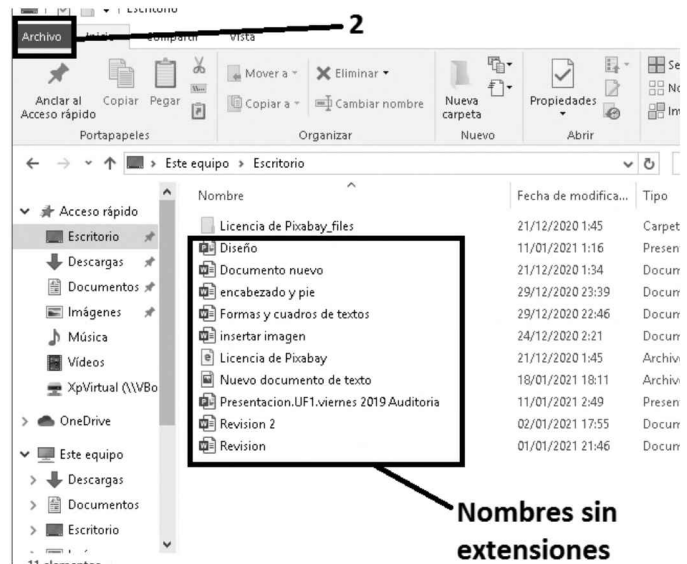 Escritorio
2
Archivo Inicio Compartir Vista
Mover a
Copiar a
Eliminar
Cambiar nombre
Anclar al
Acceso rápido
Copiar
Pegar
Nueva
carpeta
Propiedades
Portapapeles
Organizar
Nuevo
Abrir
Se
No
Este equipo > Escritorio
Nombre Fecha de modifica... Tipo
Acceso rápido
Escritorio
Descargas
Documentos
Imágenes
Música
Vídeos
XpVirtual (\\VBo
OneDrive
Este equipo
Descargas
Documentos
Escritorio
11 elementos
Licencia de Pixabay_files 21/12/2020 1:45 Carpet
Diseño 11/01/2021 1:16 Presen
Documento nuevo 21/12/2020 1:34 Docum
encabezado y pie 29/12/2020 23:39 Docum
Formas y cuadros de textos 29/12/2020 22:46 Docum
insertar imagen 24/12/2020 2:21 Docum
Licencia de Pixabay 21/12/2020 1:45 Archiv
Nuevo documento de texto 18/01/2021 18:11 Archiv
Presentacion.UF1.viernes 2019 Auditoria 11/01/2021 2:49 Presen
Revision 2 02/01/2021 17:55 Docum
Revision 01/01/2021 21:46 Docum
Nombres sin
extensiones